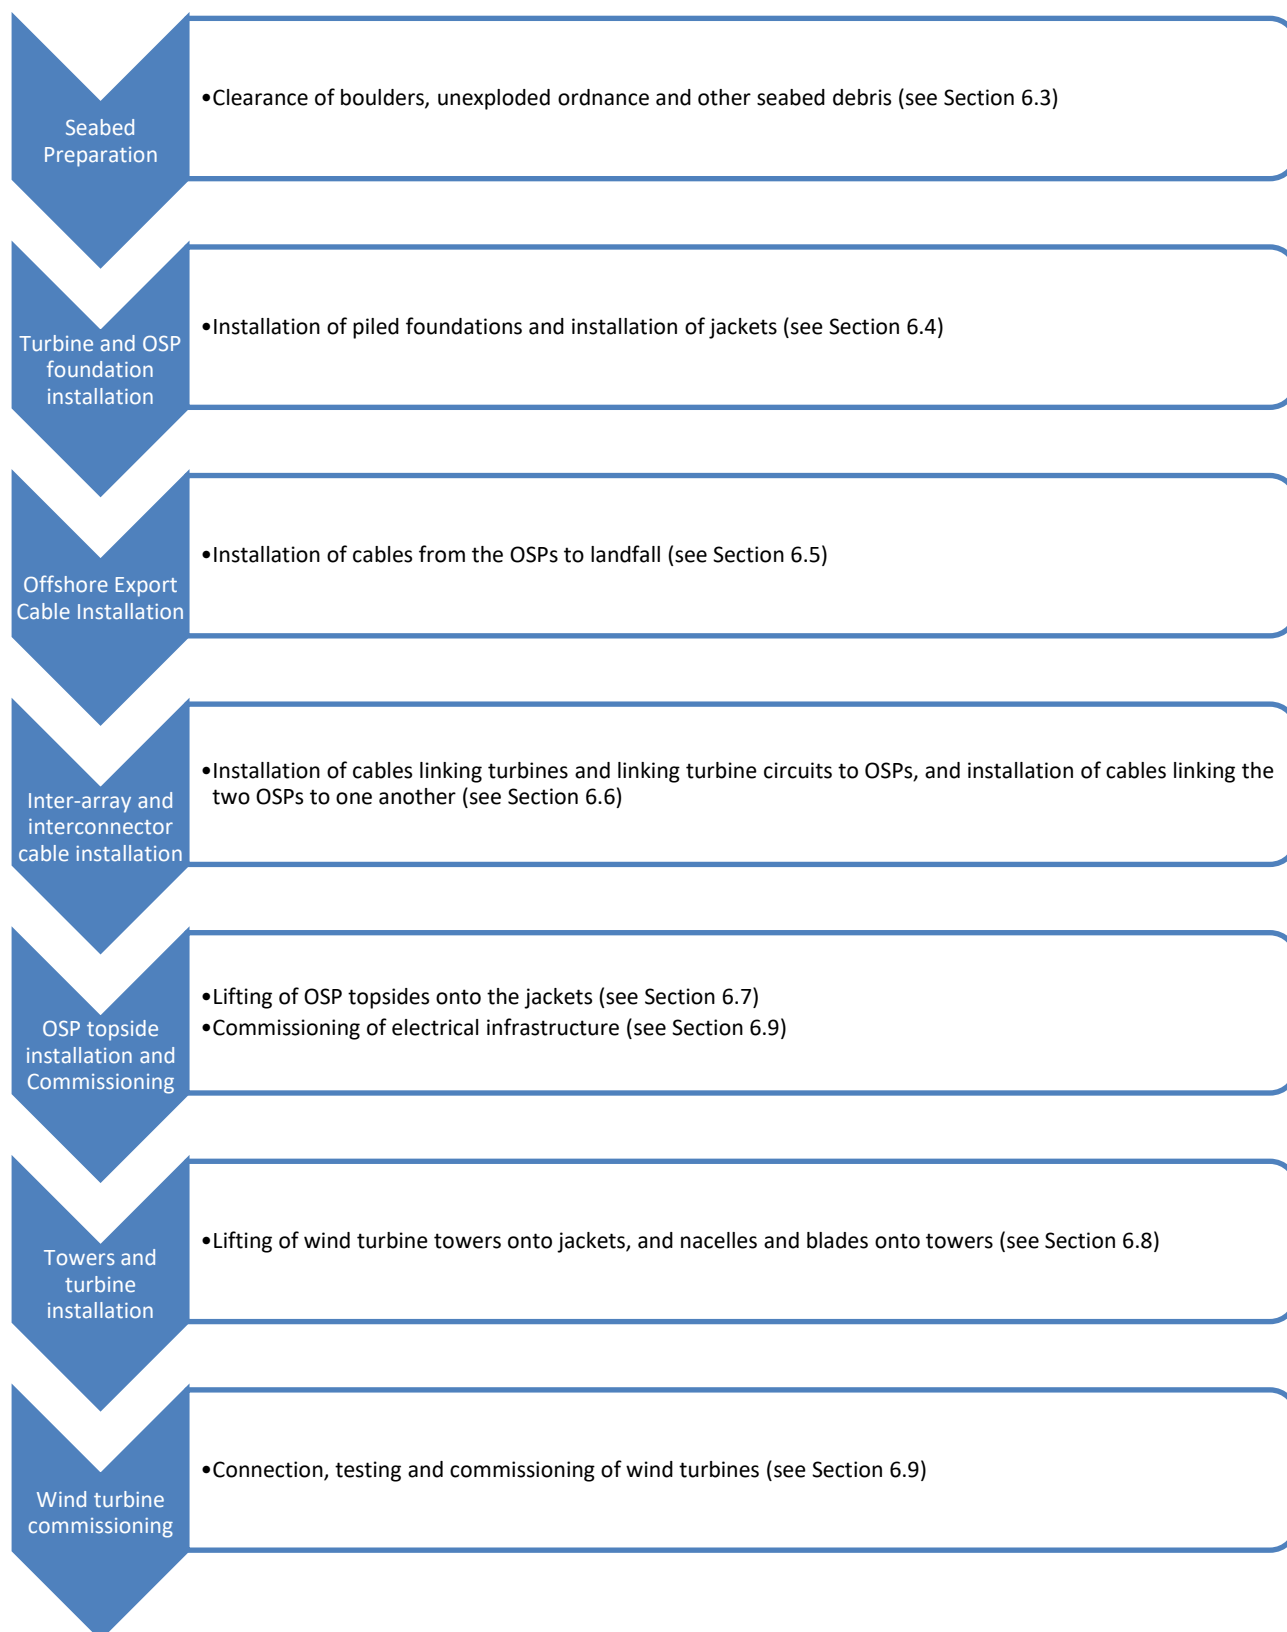 Seabed
Preparation
•Clearance of boulders, unexploded ordnance and other seabed debris (see Section 6.3)
Turbine and OSP
foundation
installation
•Installation of piled foundations and installation of jackets (see Section 6.4)
Offshore Export
Cable Installation
•Installation of cables from the OSPs to landfall (see Section 6.5)
Inter-array and
interconnector
cable installation
•Installation of cables linking turbines and linking turbine circuits to OSPs, and installation of cables linking the
two OSPs to one another (see Section 6.6)
OSP topside
installation and
Commissioning
•Lifting of OSP topsides onto the jackets (see Section 6.7)
•Commissioning of electrical infrastructure (see Section 6.9)
Towers and
turbine
installation
•Lifting of wind turbine towers onto jackets, and nacelles and blades onto towers (see Section 6.8)
Wind turbine
commissioning
•Connection, testing and commissioning of wind turbines (see Section 6.9)